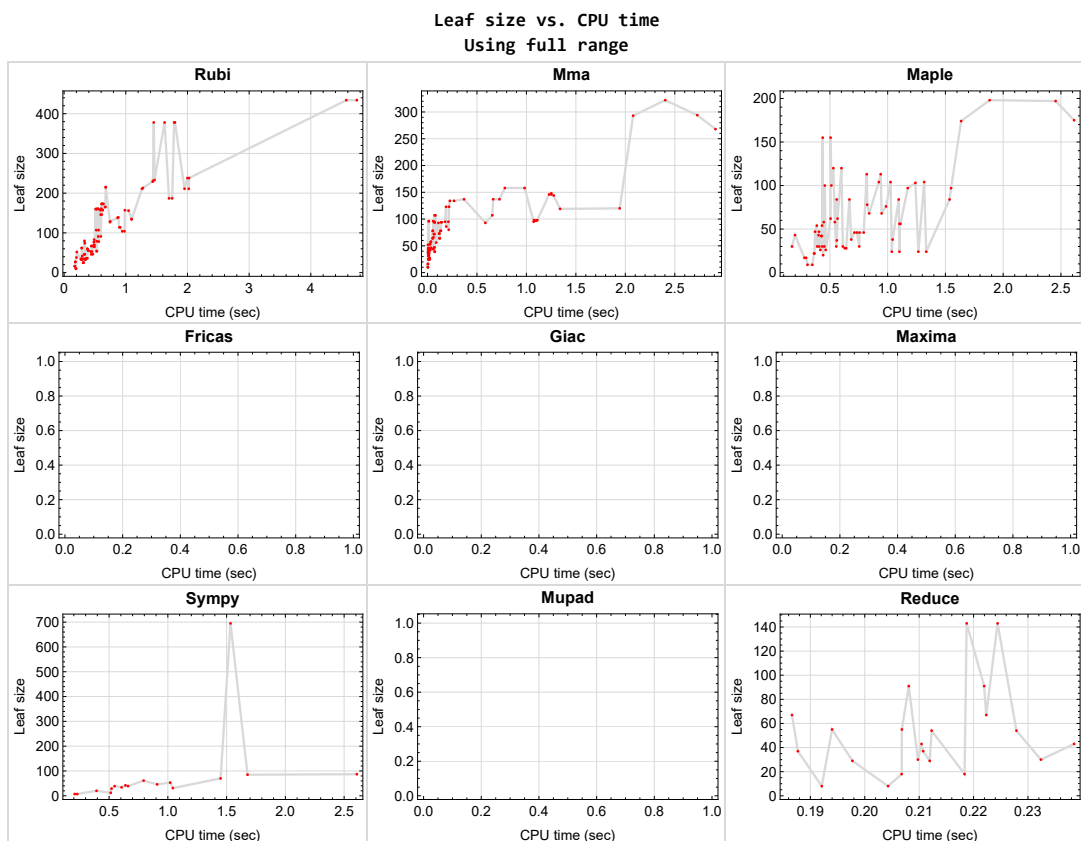 Leaf size vs. CPU time
Using full range
Rubi
Leaf size
400
300
200
100
0
0 1 2 3 4
CPU time (sec)
Mma
Leaf size
300
250
200
150
100
50
0
0.0 0.5 1.0 1.5 2.0 2.5
CPU time (sec)
Maple
Leaf size
200
150
100
50
0
0.5 1.0 1.5 2.0 2.5
CPU time (sec)
Fricas
Leaf size
1.0
0.8
0.6
0.4
0.2
0.0
0.0 0.2 0.4 0.6 0.8 1.0
CPU time (sec)
Giac
Leaf size
1.0
0.8
0.6
0.4
0.2
0.0
0.0 0.2 0.4 0.6 0.8 1.0
CPU time (sec)
Maxima
Leaf size
1.0
0.8
0.6
0.4
0.2
0.0
0.0 0.2 0.4 0.6 0.8 1.0
CPU time (sec)
Sympy
Leaf size
700
600
500
400
300
200
100
0
0.5 1.0 1.5 2.0 2.5
CPU time (sec)
Mupad
Leaf size
1.0
0.8
0.6
0.4
0.2
0.0
0.0 0.2 0.4 0.6 0.8 1.0
CPU time (sec)
Reduce
Leaf size
140
120
100
80
60
40
20
0
0.19 0.20 0.21 0.22 0.23
CPU time (sec)